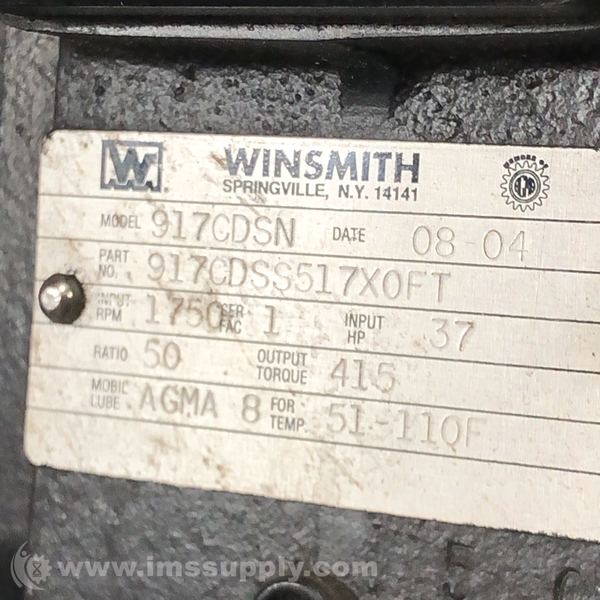 W WINSMITH
SPRINGVILLE, N.Y. 14141
MODEL 917CDSN DATE 08-04
PART NO. 917CDSS517X0FT
INPUT RPM 1750 SER FAC 1 INPUT HP 37
RATIO 50 OUTPUT TORQUE 415
MOBIL LUBE. AGMA 8 FOR TEMP. 51-110F
www.imssupply.com